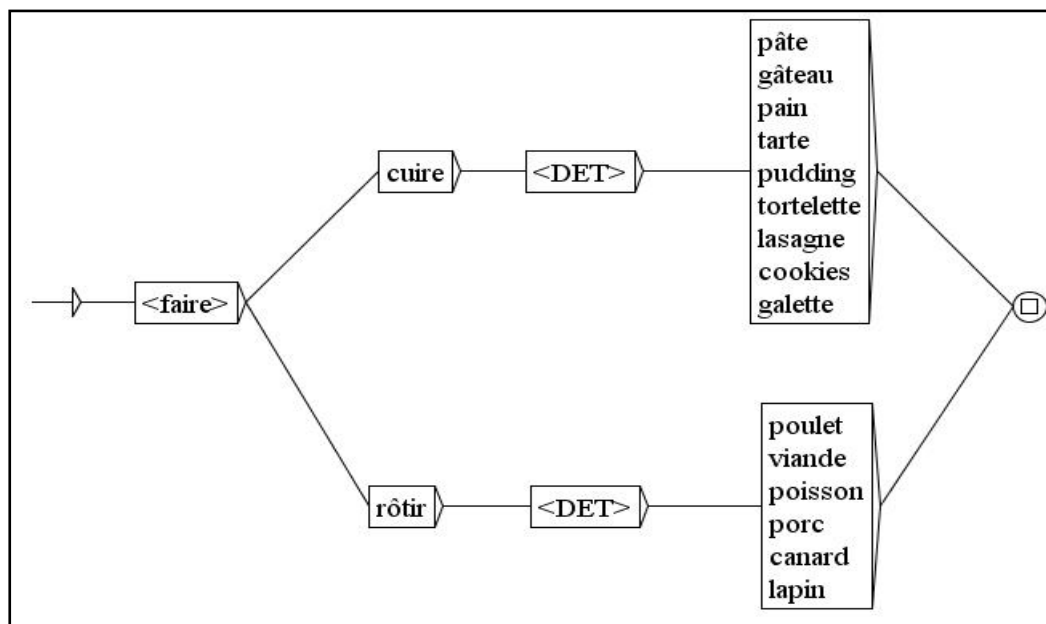 <faire>
cuire
<DET>
pâte
gâteau
pain
tarte
pudding
tortelette
lasagne
cookies
galette
rôtir
<DET>
poulet
viande
poisson
porc
canard
lapin